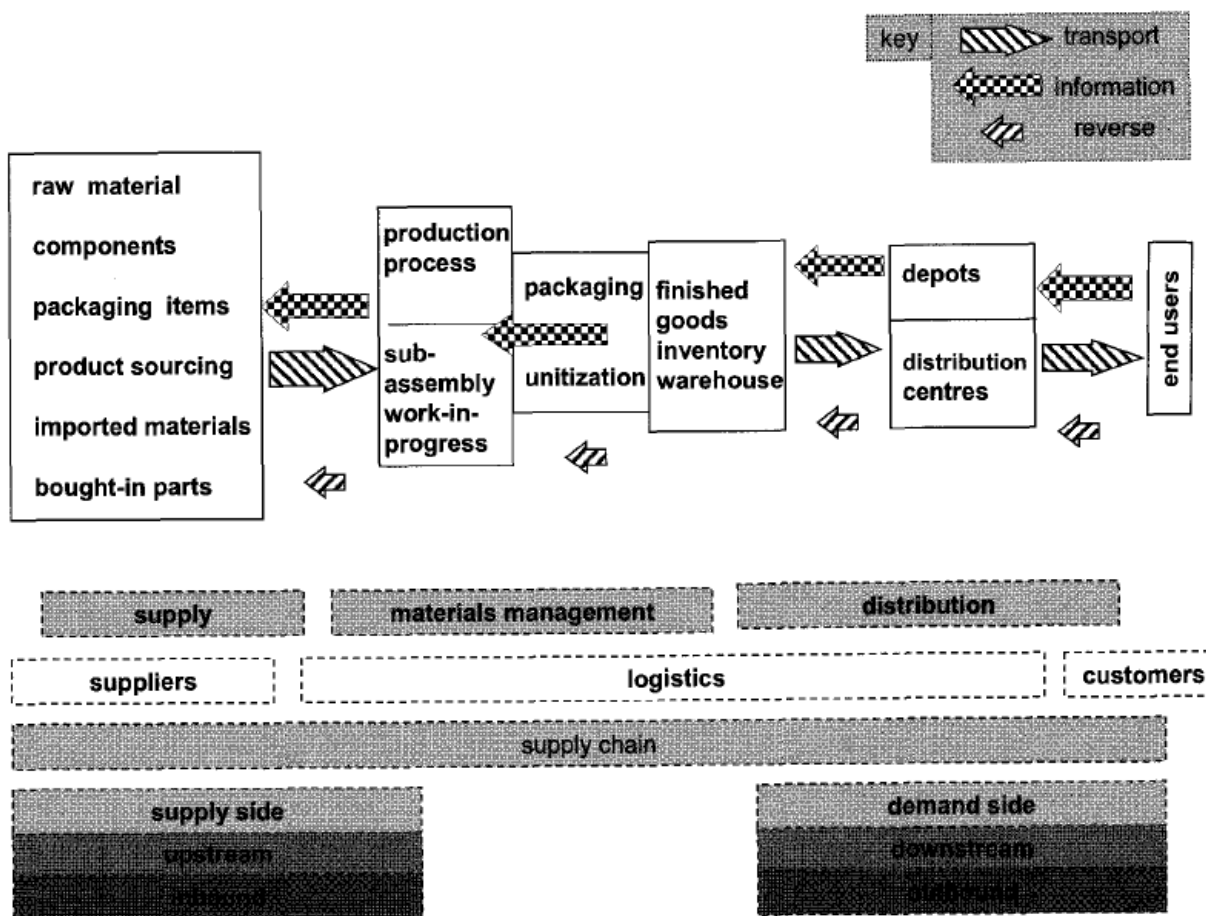 key
transport
information
reverse
raw material
components
packaging items
product sourcing
imported materials
bought-in parts
production
process
sub-
assembly
work-in-
progress
packaging
unitization
finished
goods
inventory
warehouse
depots
distribution
centres
end users
supply
materials management
distribution
suppliers
logistics
customers
supply chain
supply side
demand side
upstream
downstream
inbound
outbound